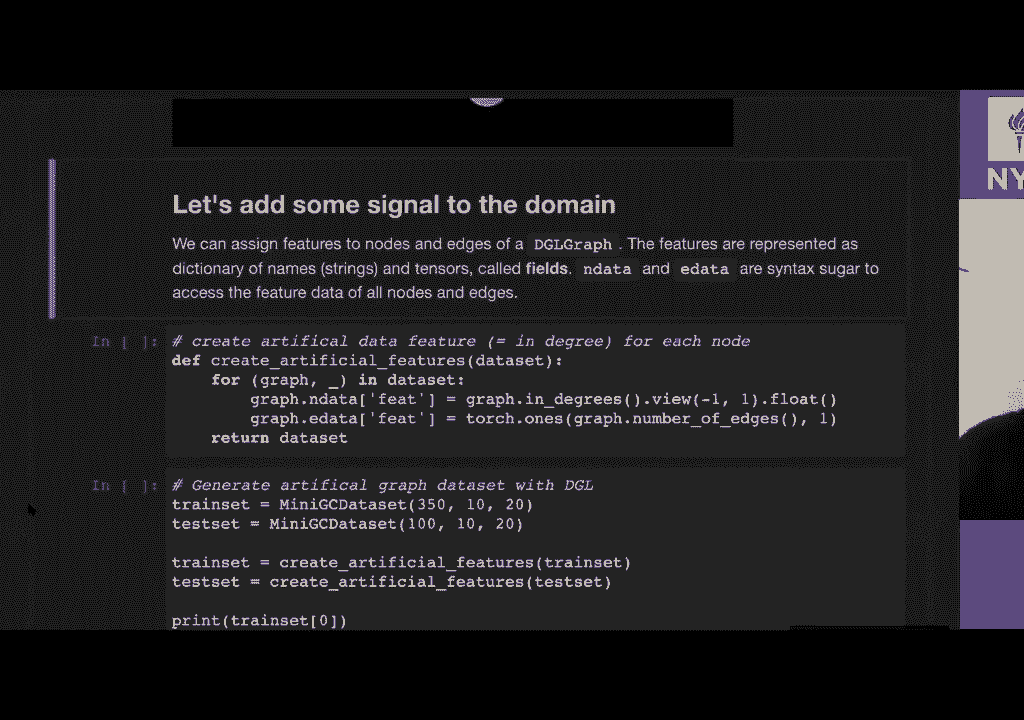 Let's add some signal to the domain
We can assign features to nodes and edges of a DGLGraph . The features are represented as
dictionary of names (strings) and tensors, called fields. ndata and edata are syntax sugar to
access the feature data of all nodes and edges.
In [ ]: # create artifical data feature (= in degree) for each node
def create_artificial_features(dataset):
for (graph, _) in dataset:
graph.ndata['feat'] = graph.in_degrees().view(-1, 1).float()
graph.edata['feat'] = torch.ones(graph.number_of_edges(), 1)
return dataset
In [ ]: # Generate artifical graph dataset with DGL
trainset = MiniGCDataset(350, 10, 20)
testset = MiniGCDataset(100, 10, 20)
trainset = create_artificial_features(trainset)
testset = create_artificial_features(testset)
print(trainset[0])
NY